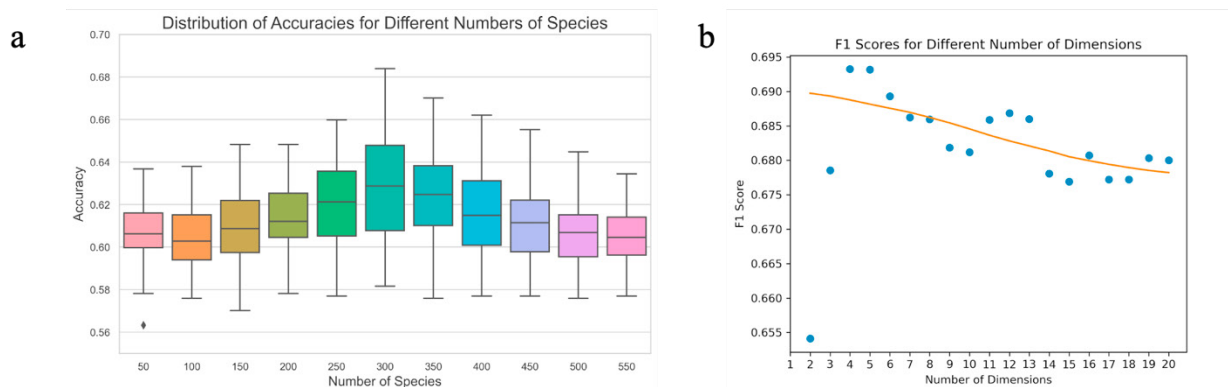 a
Distribution of Accuracies for Different Numbers of Species
Accuracy
0.70
0.68
0.66
0.64
0.62
0.60
0.58
0.56
50 100 150 200 250 300 350 400 450 500 550
Number of Species
b
F1 Scores for Different Number of Dimensions
F1 Score
0.695
0.690
0.685
0.680
0.675
0.670
0.665
0.660
0.655
1 2 3 4 5 6 7 8 9 10 11 12 13 14 15 16 17 18 19 20
Number of Dimensions